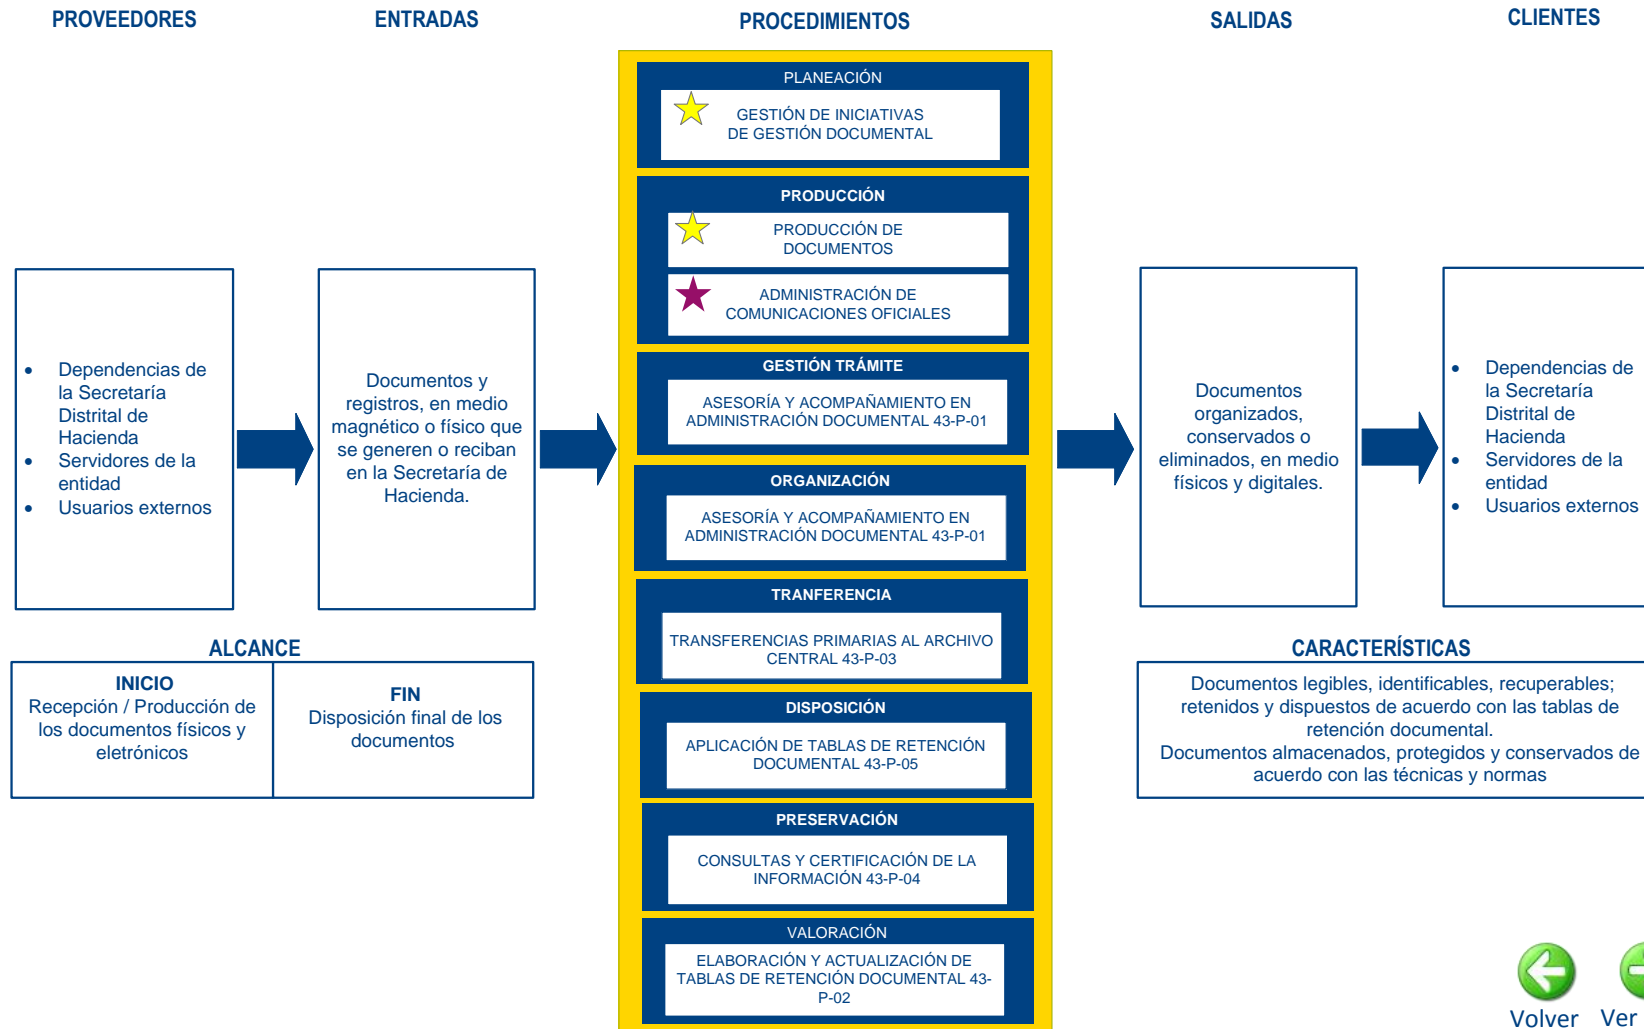 PROVEEDORES
ENTRADAS
PROCEDIMIENTOS
SALIDAS
CLIENTES
• Dependencias de
la Secretaría
Distrital de
Hacienda
• Servidores de la
entidad
• Usuarios externos
Documentos y
registros, en medio
magnético o físico que
se generen o reciban
en la Secretaría de
Hacienda.
PLANEACIÓN
GESTIÓN DE INICIATIVAS
DE GESTIÓN DOCUMENTAL
PRODUCCIÓN
PRODUCCIÓN DE
DOCUMENTOS
ADMINISTRACIÓN DE
COMUNICACIONES OFICIALES
GESTIÓN TRÁMITE
ASESORÍA Y ACOMPAÑAMIENTO EN
ADMINISTRACIÓN DOCUMENTAL 43-P-01
ORGANIZACIÓN
ASESORÍA Y ACOMPAÑAMIENTO EN
ADMINISTRACIÓN DOCUMENTAL 43-P-01
TRANFERENCIA
TRANSFERENCIAS PRIMARIAS AL ARCHIVO
CENTRAL 43-P-03
DISPOSICIÓN
APLICACIÓN DE TABLAS DE RETENCIÓN
DOCUMENTAL 43-P-05
PRESERVACIÓN
CONSULTAS Y CERTIFICACIÓN DE LA
INFORMACIÓN 43-P-04
VALORACIÓN
ELABORACIÓN Y ACTUALIZACIÓN DE
TABLAS DE RETENCIÓN DOCUMENTAL 43-
P-02
Documentos
organizados,
conservados o
eliminados, en medio
físicos y digitales.
• Dependencias de
la Secretaría
Distrital de
Hacienda
• Servidores de la
entidad
• Usuarios externos
ALCANCE
INICIO
Recepción / Producción de
los documentos físicos y
eletrónicos
FIN
Disposición final de los
documentos
CARACTERÍSTICAS
Documentos legibles, identificables, recuperables;
retenidos y dispuestos de acuerdo con las tablas de
retención documental.
Documentos almacenados, protegidos y conservados de
acuerdo con las técnicas y normas
Volver
Ver